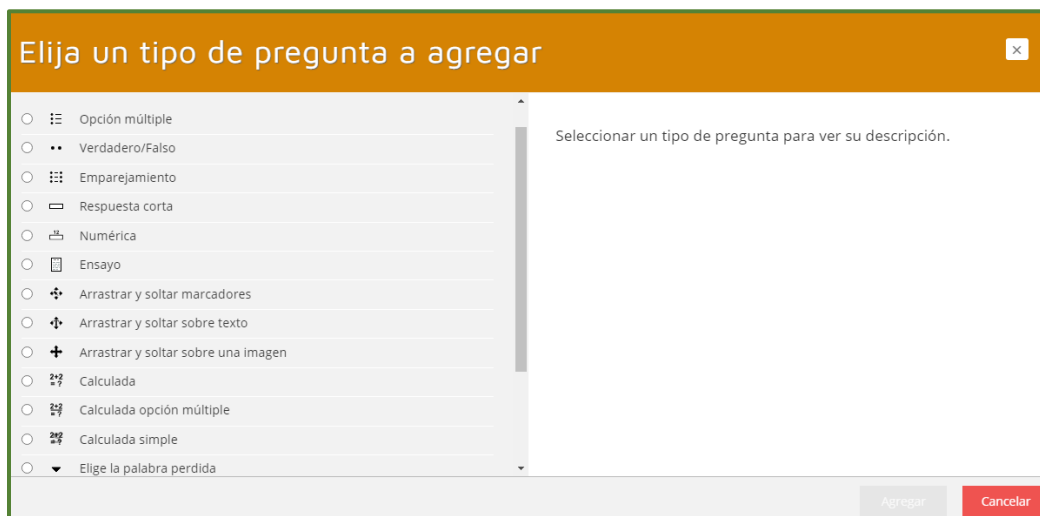 Elija un tipo de pregunta a agregar
Opción múltiple
Verdadero/Falso
Emparejamiento
Respuesta corta
Numérica
Ensayo
Arrastrar y soltar marcadores
Arrastrar y soltar sobre texto
Arrastrar y soltar sobre una imagen
Calculada
Calculada opción múltiple
Calculada simple
Elige la palabra perdida
Seleccionar un tipo de pregunta para ver su descripción.
Agregar
Cancelar